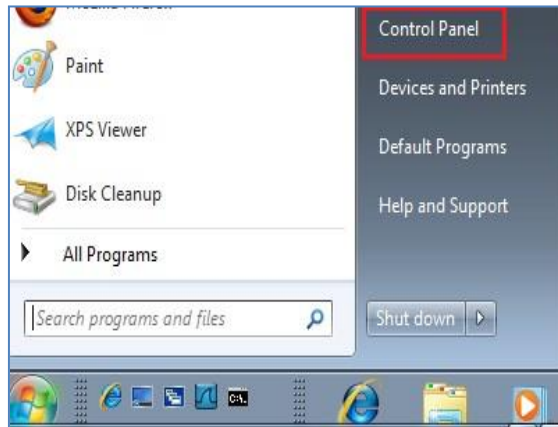 Control Panel
Paint
Devices and Printers
XPS Viewer
Default Programs
Disk Cleanup
Help and Support
All Programs
Search programs and files
Shut down